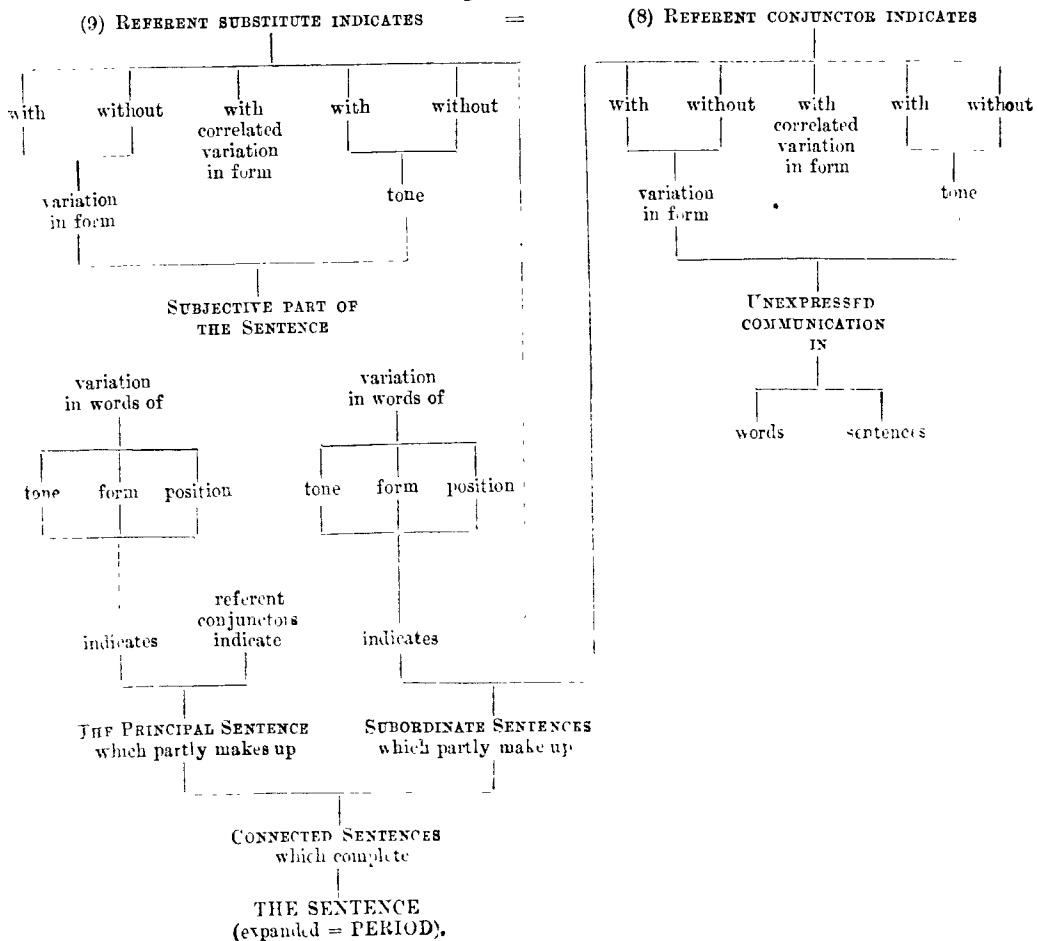 (9) REFERENT SUBSTITUTE INDICATES = (8) REFERENT CONJUNCTOR INDICATES
with without with with without with without with with without
correlated correlated
variation variation
in form in form
variation tone variation tone
in form in form
SUBJECTIVE PART OF
THE SENTENCE
UNEXPRESSED
COMMUNICATION
IN
variation variation
in words of in words of
words sentences
tone form position tone form position
referent
conjunctors
indicates indicate indicates
THE PRINCIPAL SENTENCE SUBORDINATE SENTENCES
which partly makes up which partly make up
CONNECTED SENTENCES
which complete
THE SENTENCE
(expanded = PERIOD).